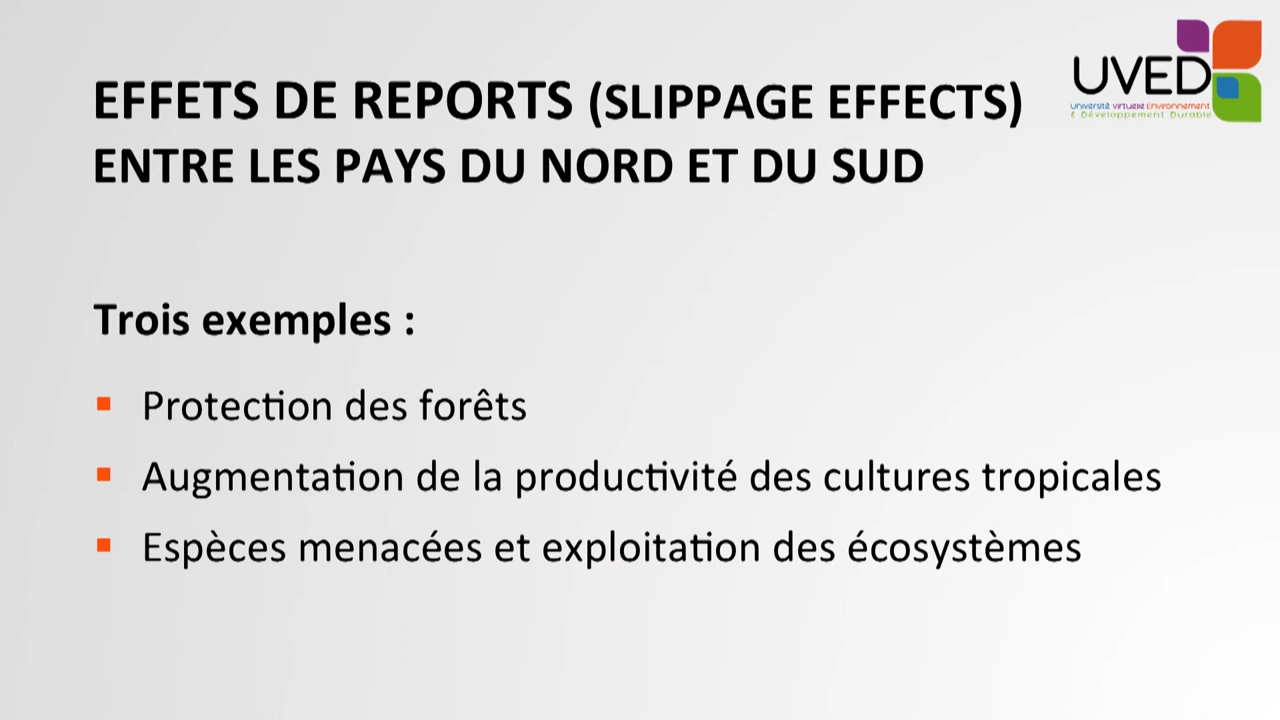 EFFETS DE REPORTS (SLIPPAGE EFFECTS)
ENTRE LES PAYS DU NORD ET DU SUD
UVED
Université Virtuelle Environnement
& Développement Durable
Trois exemples :
▪ Protection des forêts
▪ Augmentation de la productivité des cultures tropicales
▪ Espèces menacées et exploitation des écosystèmes